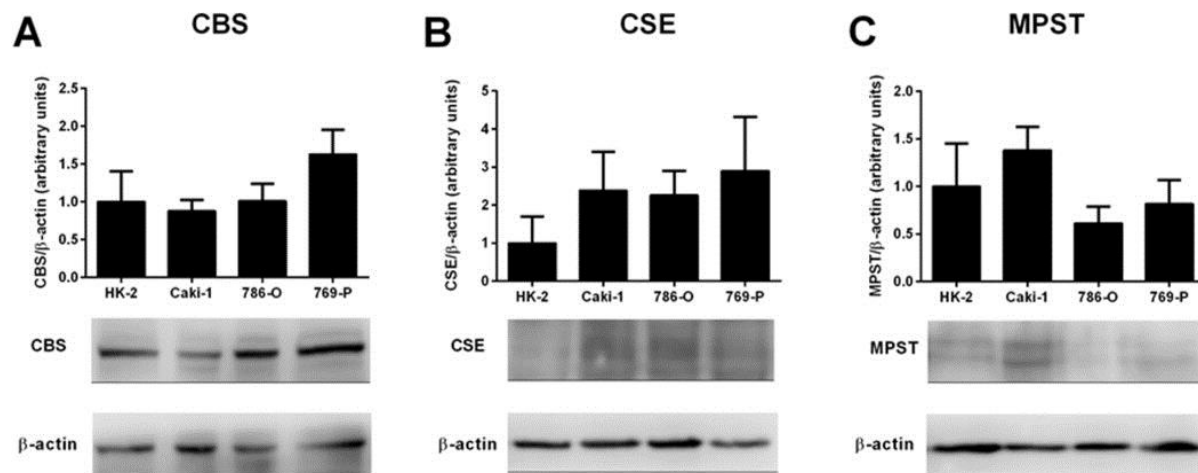 A
CBS
CBS/β-actin (arbitrary units)
2.5
2.0
1.5
1.0
0.5
0.0
HK-2 Caki-1 786-O 769-P
CBS
β-actin
B
CSE
CSE/β-actin (arbitrary units)
5
4
3
2
1
0
HK-2 Caki-1 786-O 769-P
CSE
β-actin
C
MPST
MPST/β-actin (arbitrary units)
2.0
1.5
1.0
0.5
0.0
HK-2 Caki-1 786-O 769-P
MPST
β-actin